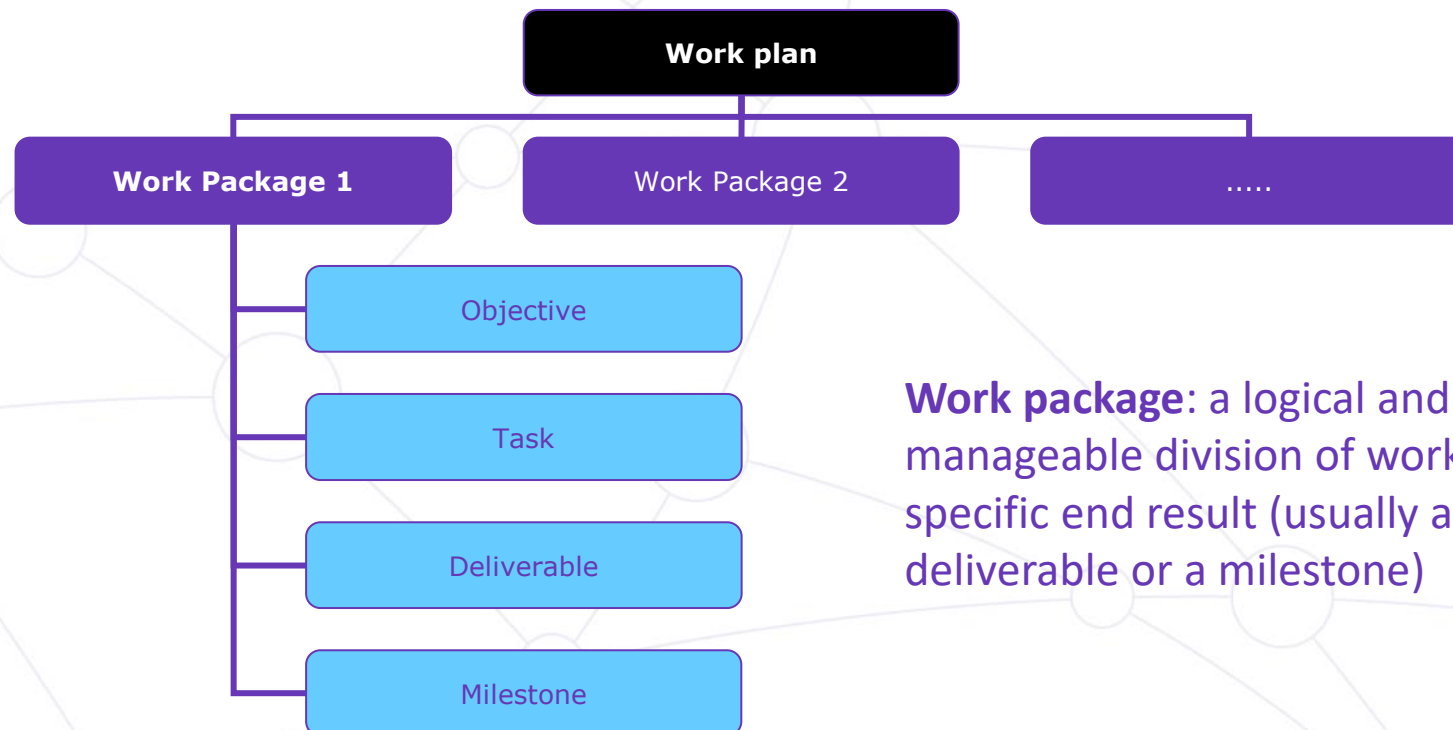 Work plan
Work Package 1
Work Package 2
.....
Objective
Task
Deliverable
Milestone
Work package: a logical and
manageable division of work
specific end result (usually a
deliverable or a milestone)